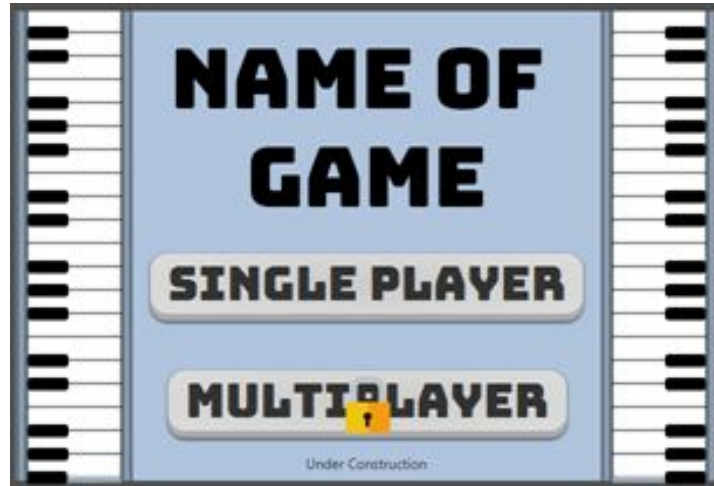 NAME OF
GAME
SINGLE PLAYER
MULTIPLAYER
Under Construction